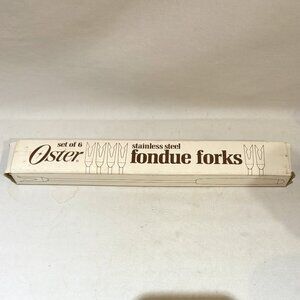 set of 6
Oster
stainless steel
fondue forks